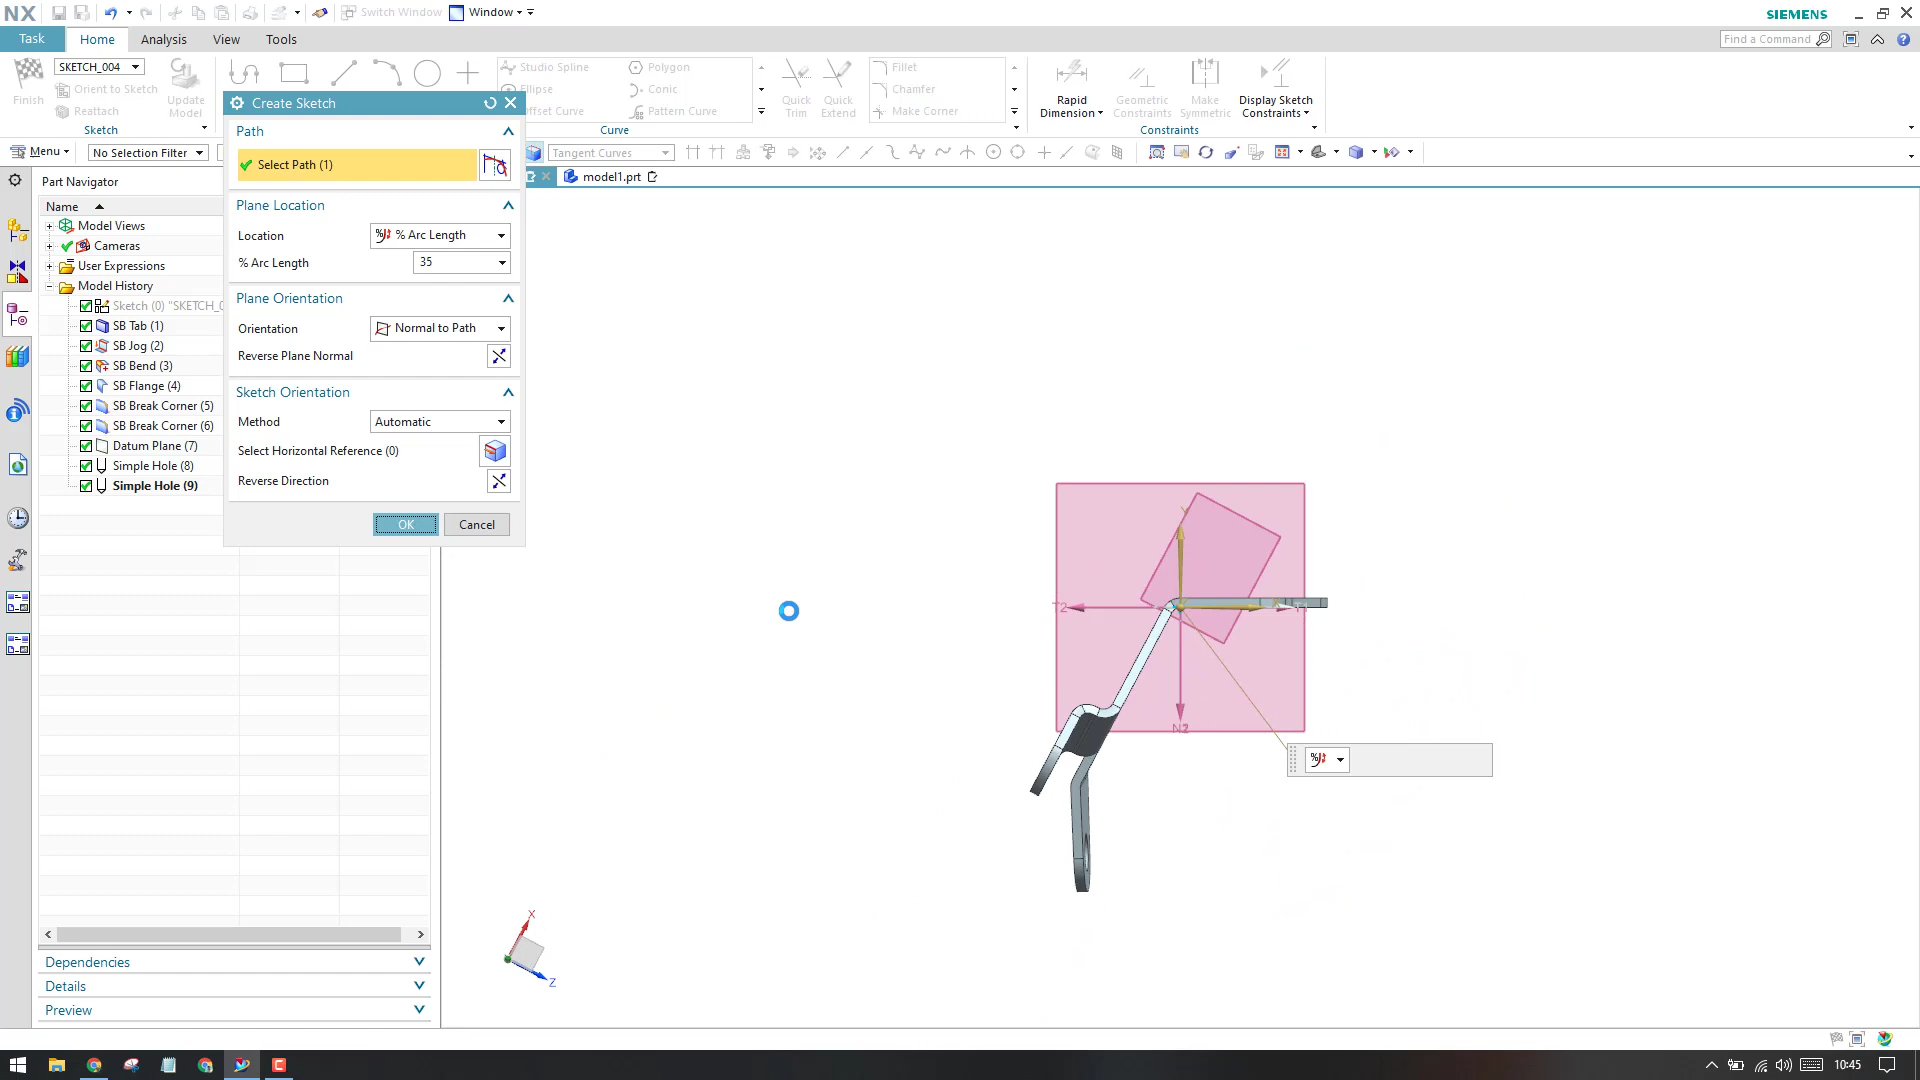 NX
Switch Window
Window
SIEMENS
Task
Home
Analysis
View
Tools
Find a Command
SKETCH_004
Finish
Orient to Sketch
Reattach
Update
Model
Sketch
Studio Spline
Ellipse
Offset Curve
Polygon
Conic
Pattern Curve
Quick
Trim
Quick
Extend
Fillet
Chamfer
Make Corner
Curve
Rapid
Dimension
Geometric
Constraints
Make
Symmetric
Display Sketch
Constraints
Constraints
Menu
No Selection Filter
Tangent Curves
model1.prt
Part Navigator
Name
Model Views
Cameras
User Expressions
Model History
Sketch (0) "SKETCH_0
SB Tab (1)
SB Jog (2)
SB Bend (3)
SB Flange (4)
SB Break Corner (5)
SB Break Corner (6)
Datum Plane (7)
Simple Hole (8)
Simple Hole (9)
Create Sketch
Path
Select Path (1)
Plane Location
Location
% Arc Length
% Arc Length
35
Plane Orientation
Orientation
Normal to Path
Reverse Plane Normal
Sketch Orientation
Method
Automatic
Select Horizontal Reference (0)
Reverse Direction
OK
Cancel
Y
T2
X
N2
X
Z
Dependencies
Details
Preview
10:45